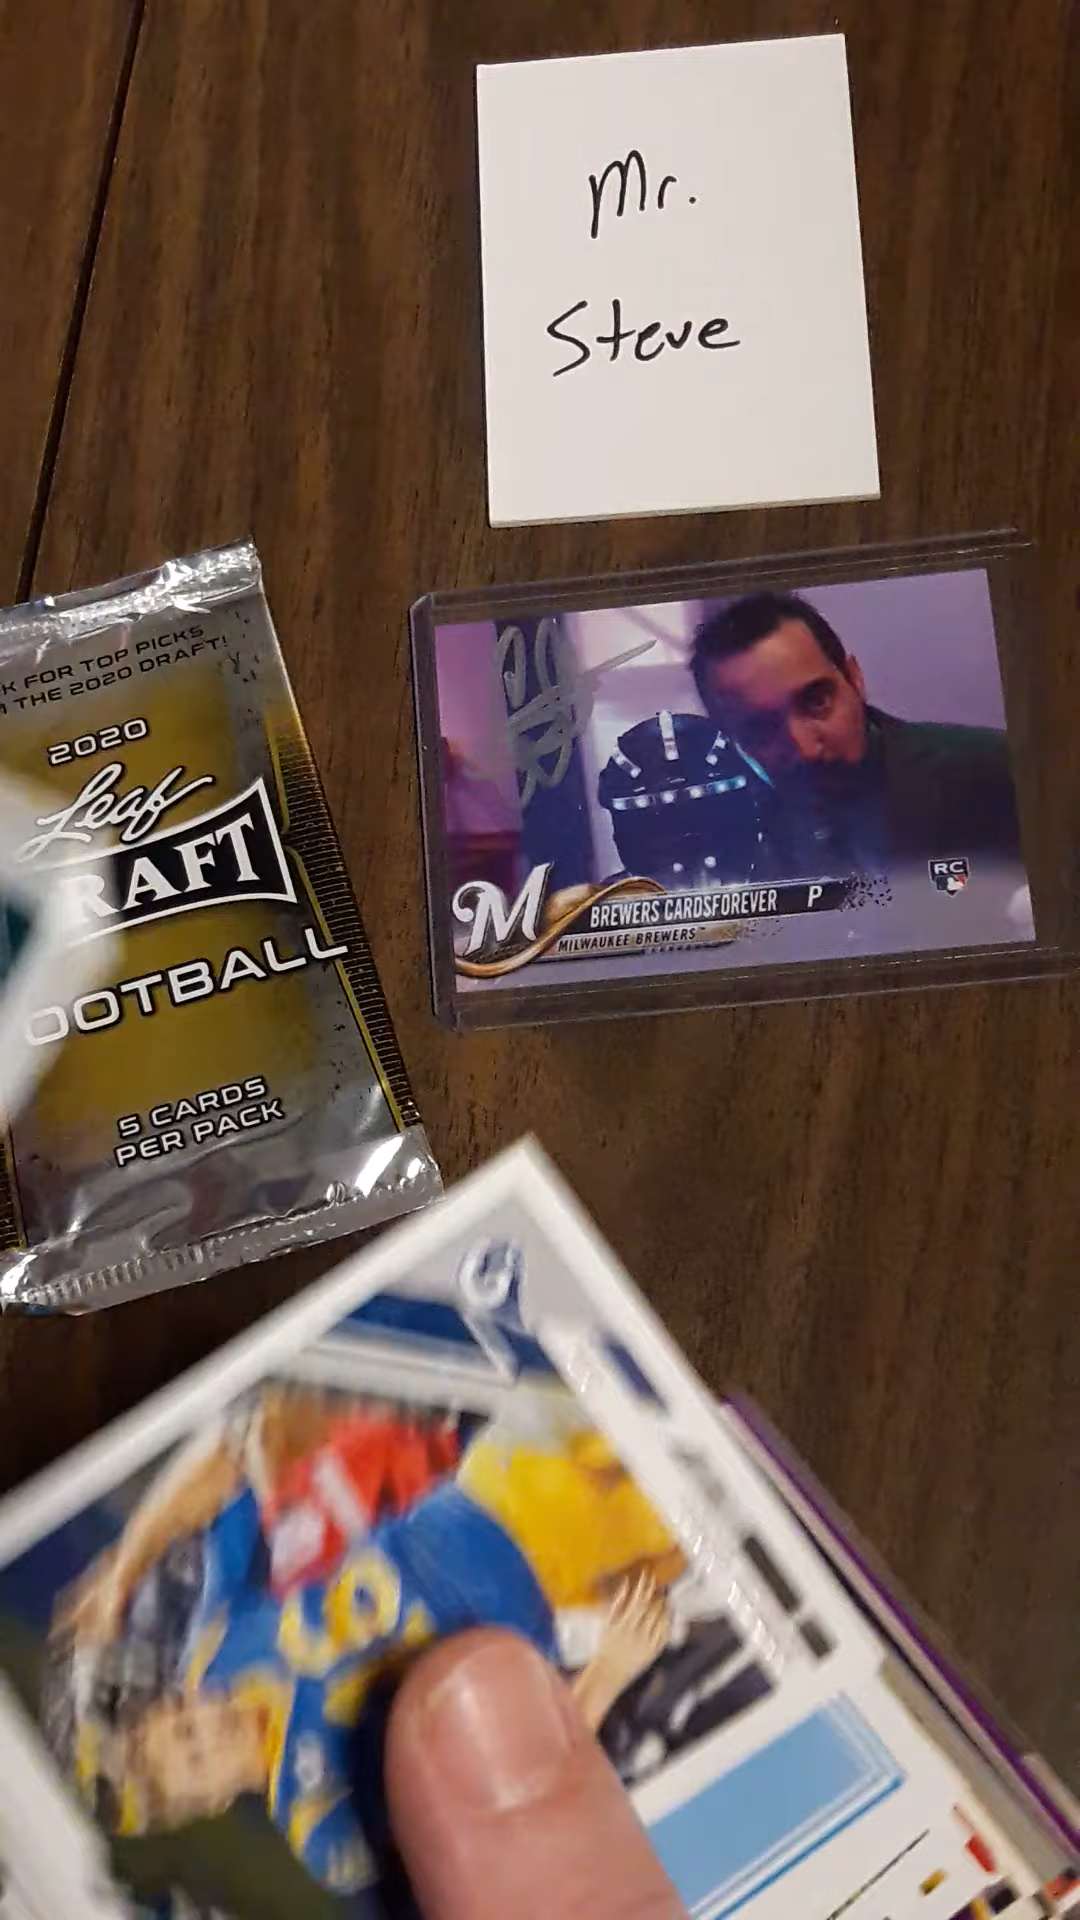 Mr.
Steve
K FOR TOP PICKS
THE 2020 DRAFT!
2020
Leaf
RAFT
OOTBALL
5 CARDS
PER PACK
M
BREWERS CARDSFOREVER P
MILWAUKEE BREWERS
RC